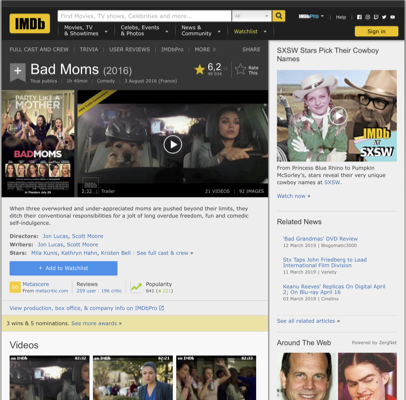 IMDb
Find Movies, TV shows, Celebrities and more...
All
IMDbPro
Help
Movies, TV
& Showtimes
Celebs, Events
& Photos
News &
Community
Watchlist
Sign in
FULL CAST AND CREW | TRIVIA | USER REVIEWS | IMDbPro | MORE
SHARE
Bad Moms (2016)
Tous publics | 1h 40min | Comedy | 3 August 2016 (France)
6,2
Rate
This
PARTY LIKE A
MOTHER
BADMOMS
2:32 | Trailer
21 VIDEOS | 92 IMAGES
When three overworked and under-appreciated moms are pushed beyond their limits, they
ditch their conventional responsibilities for a jolt of long overdue freedom, fun and comedic
self-indulgence.
Directors: Jon Lucas, Scott Moore
Writers: Jon Lucas, Scott Moore
Stars: Mila Kunis, Kathryn Hahn, Kristen Bell | See full cast & crew »
+ Add to Watchlist
Metascore
From metacritic.com
Reviews
259 user | 196 critic
Popularity
641
View production, box office, & company info on IMDbPro
3 wins & 5 nominations. See more awards »
Videos
SXSW Stars Pick Their Cowboy
Names
IMDb
at
SXSW
From Princess Blue Rhino to Pumpkin
McSorley's, stars reveal their very unique
cowboy names at SXSW.
Watch now »
Related News
'Bad Grandmas' DVD Review
12 March 2019 | Blogomatic3000
Stx Taps John Friedberg to Lead
International Film Division
11 March 2019 | Variety
Keanu Reeves' Replicas On Digital April
2; On Blu-ray April 16
03 March 2019 | Cinelinx
See all related articles »
Around The Web
Powered by ZergNet